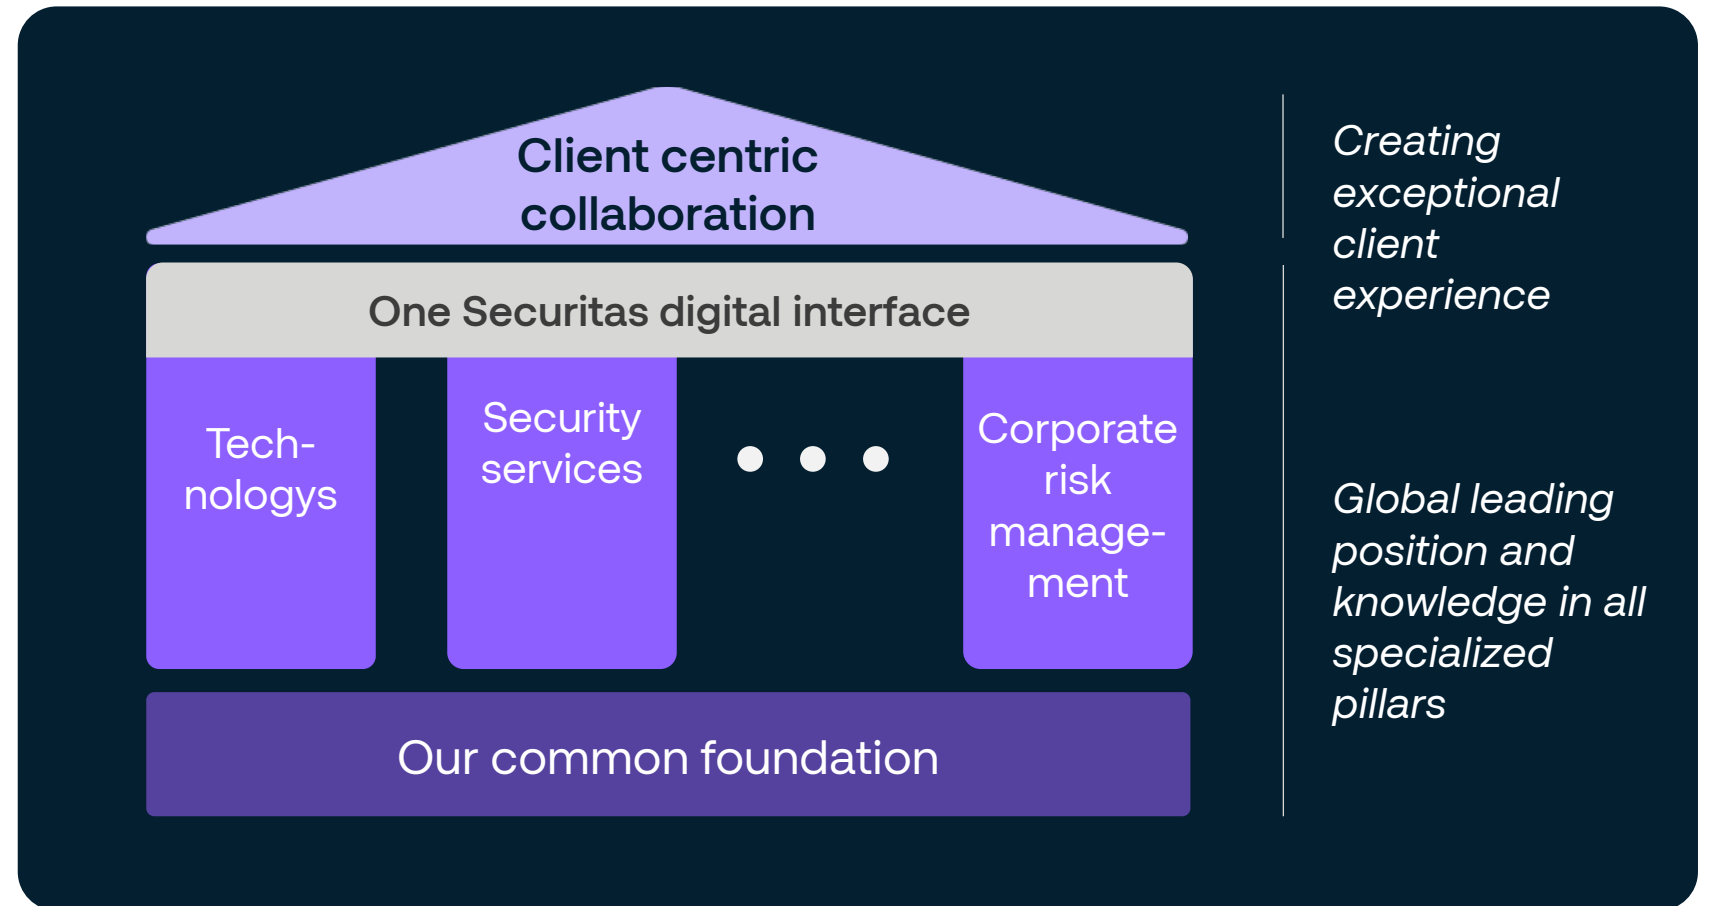 Client centric
collaboration
One Securitas digital interface
Tech-
nologys
Security
services
Corporate
risk
manage-
ment
Our common foundation
Creating
exceptional
client
experience
Global leading
position and
knowledge in all
specialized
pillars